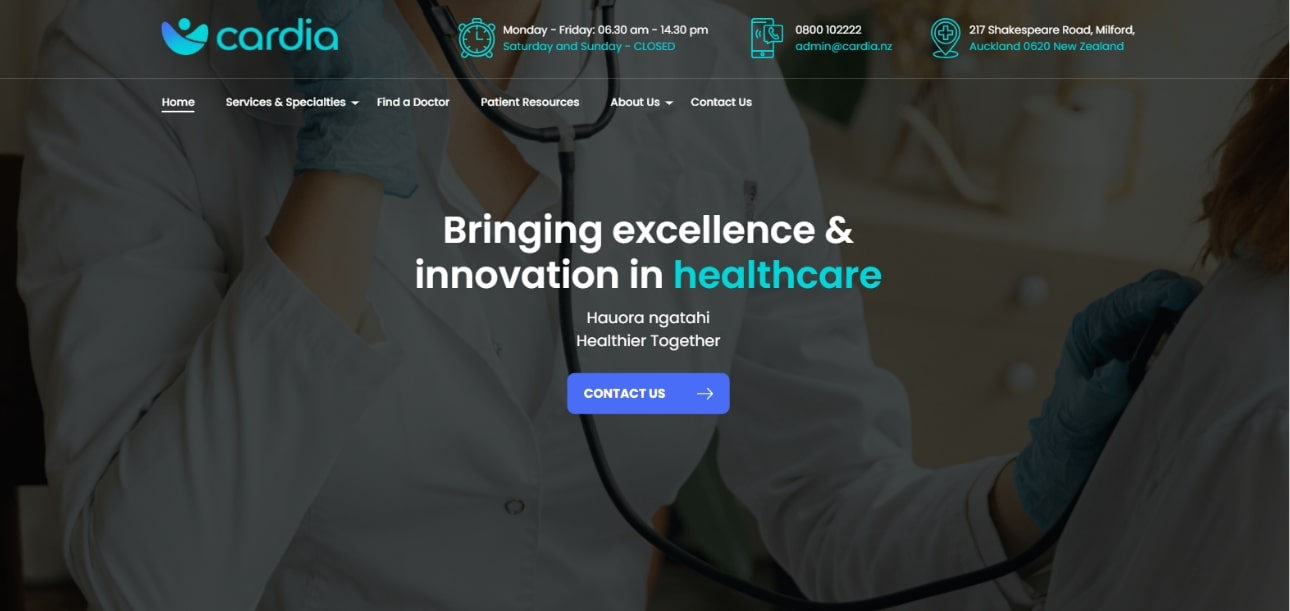 cardia
Monday - Friday: 06.30 am - 14.30 pm
Saturday and Sunday - CLOSED
0800 102222
admin@cardia.nz
217 Shakespeare Road, Milford,
Auckland 0620 New Zealand
Home
Services & Specialties
Find a Doctor
Patient Resources
About Us
Contact Us
Bringing excellence &
innovation in healthcare
Hauora ngatahi
Healthier Together
CONTACT US